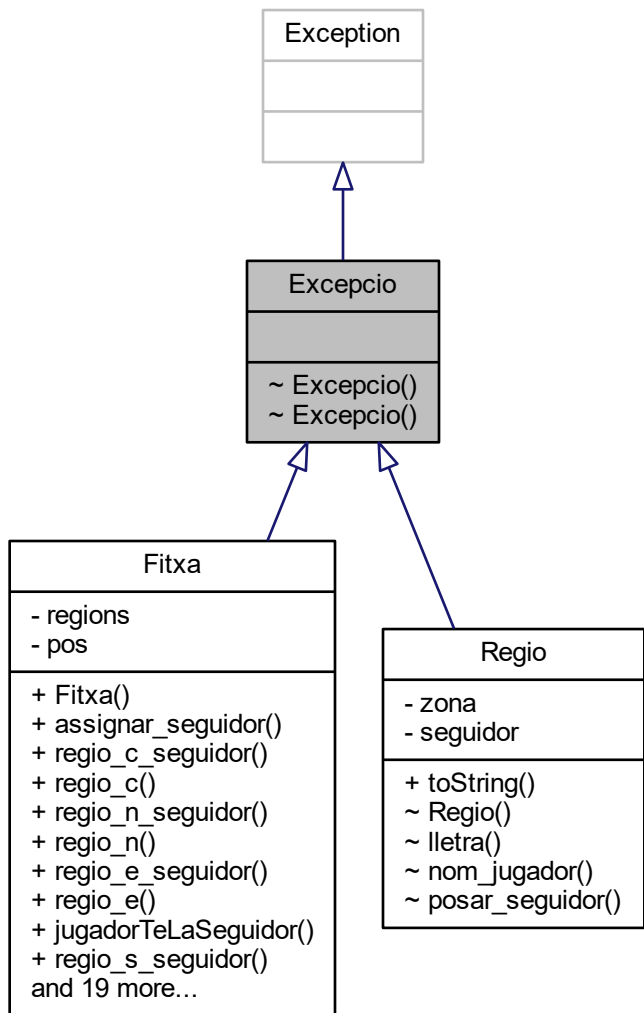 Exception
Excepcio
~ Excepcio()
~ Excepcio()
Fitxa
- regions
- pos
+ Fitxa()
+ assignar_seguidor()
+ regio_c_seguidor()
+ regio_c()
+ regio_n_seguidor()
+ regio_n()
+ regio_e_seguidor()
+ regio_e()
+ jugadorTeLaSeguidor()
+ regio_s_seguidor()
and 19 more...
Regio
- zona
- seguidor
+ toString()
~ Regio()
~ lletra()
~ nom_jugador()
~ posar_seguidor()